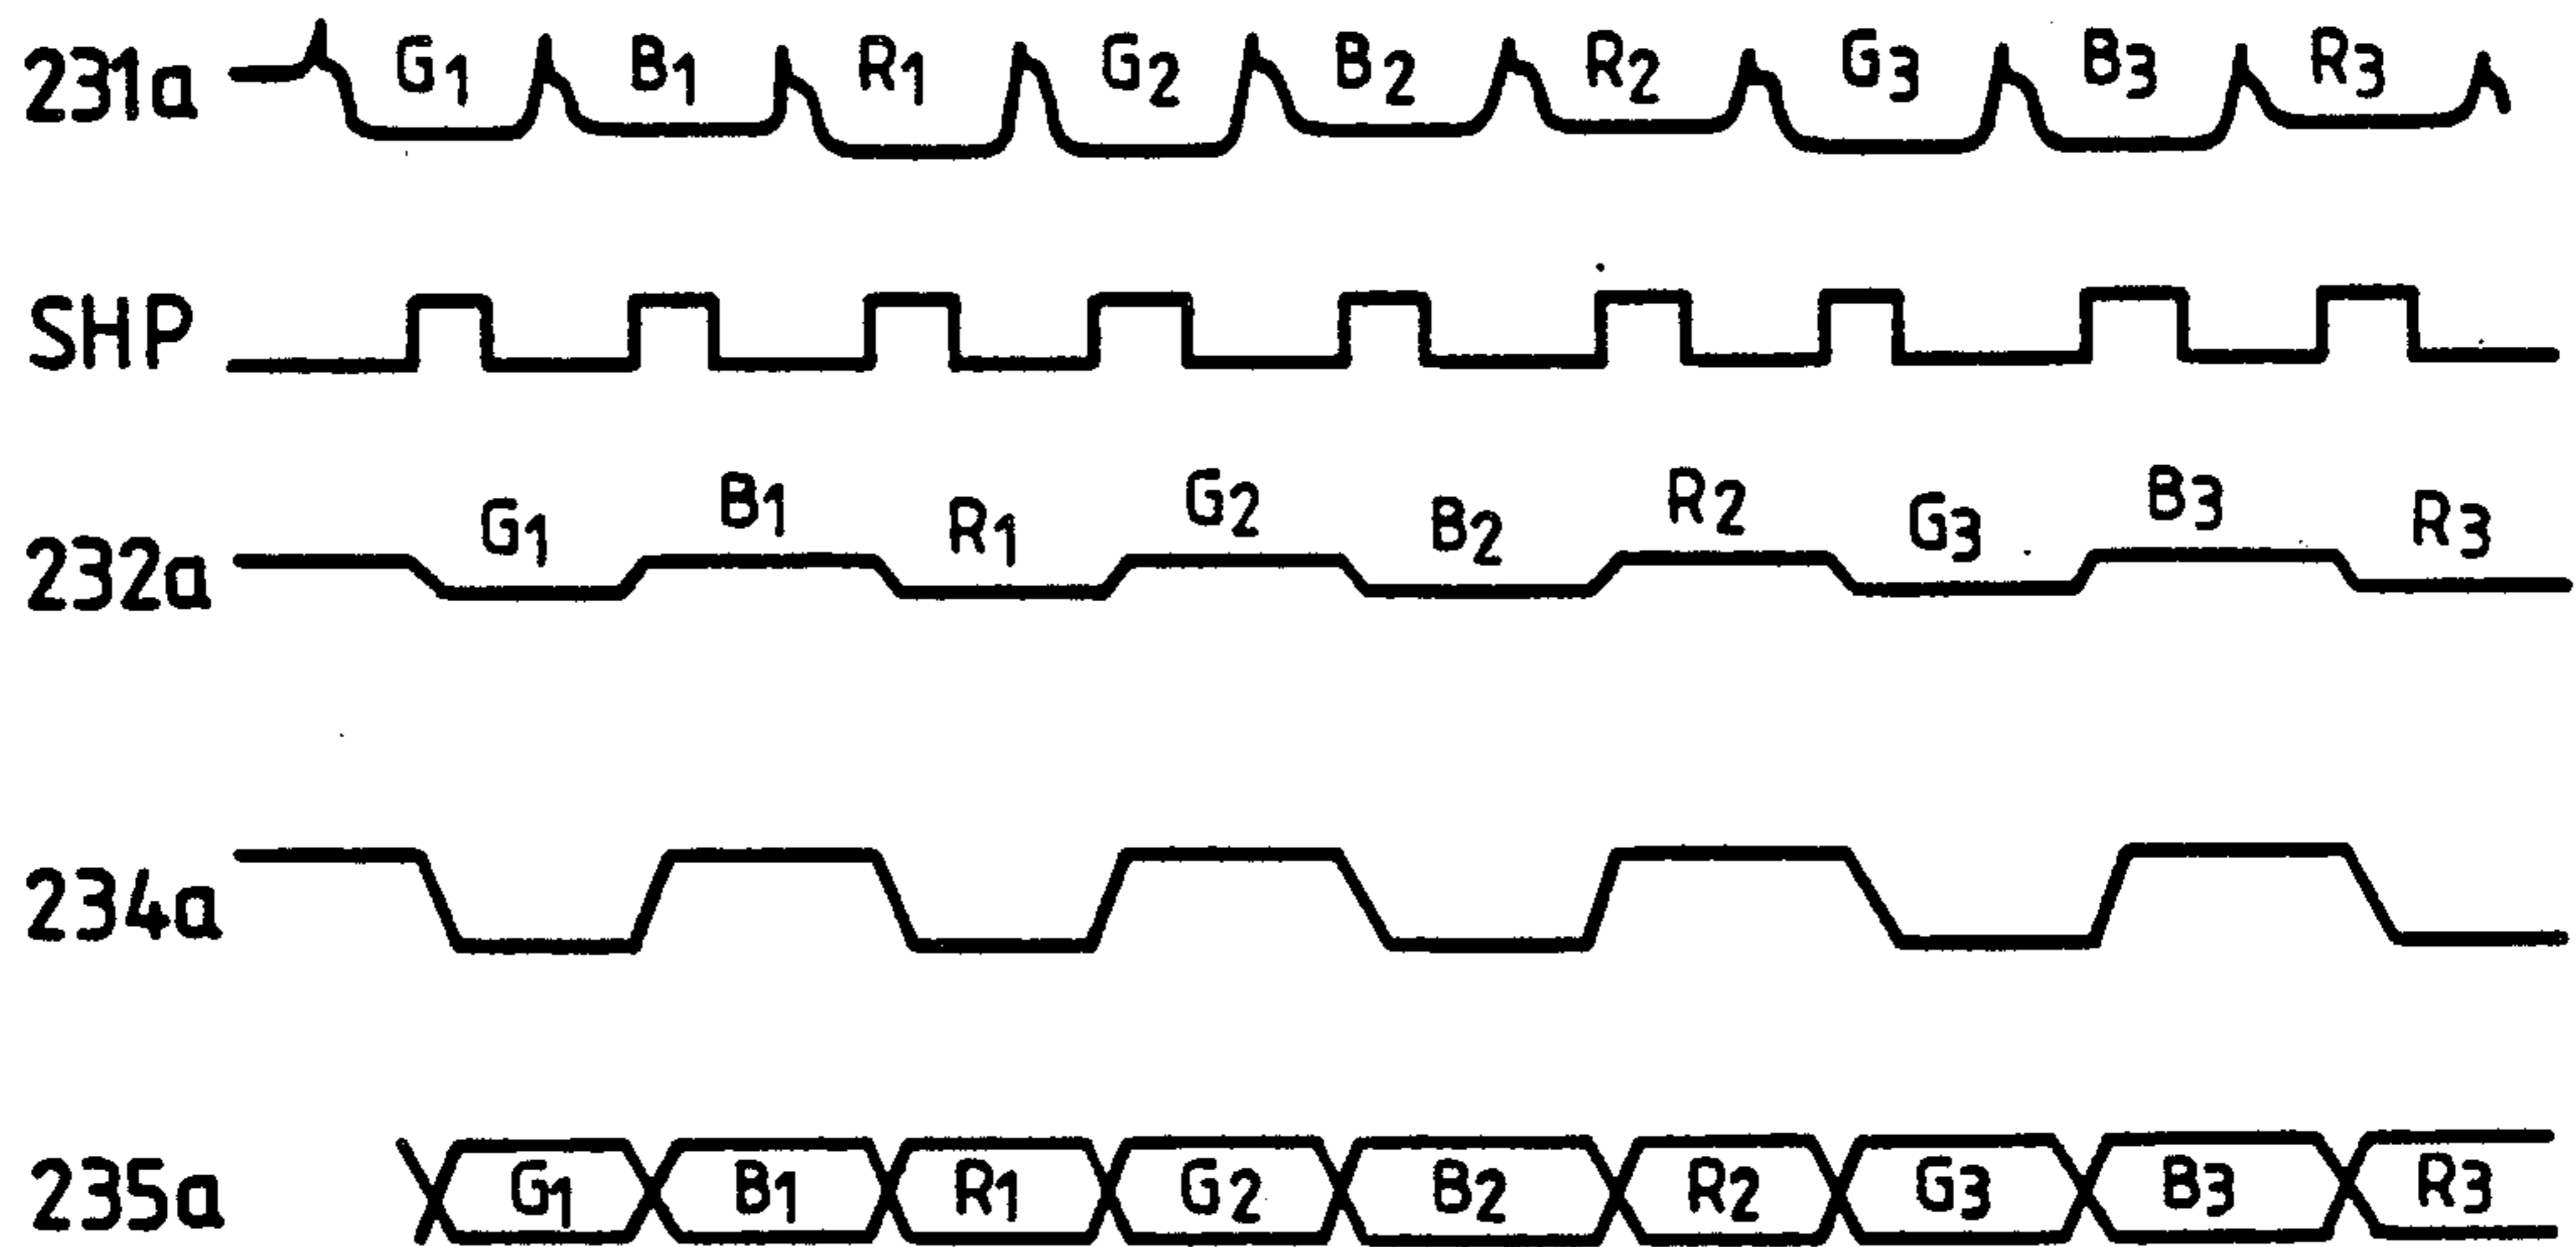 231a G1 B1 R1 G2 B2 R2 G3 B3 R3
SHP
232a G1 B1 R1 G2 B2 R2 G3 B3 R3
234a
235a G1 B1 R1 G2 B2 R2 G3 B3 R3